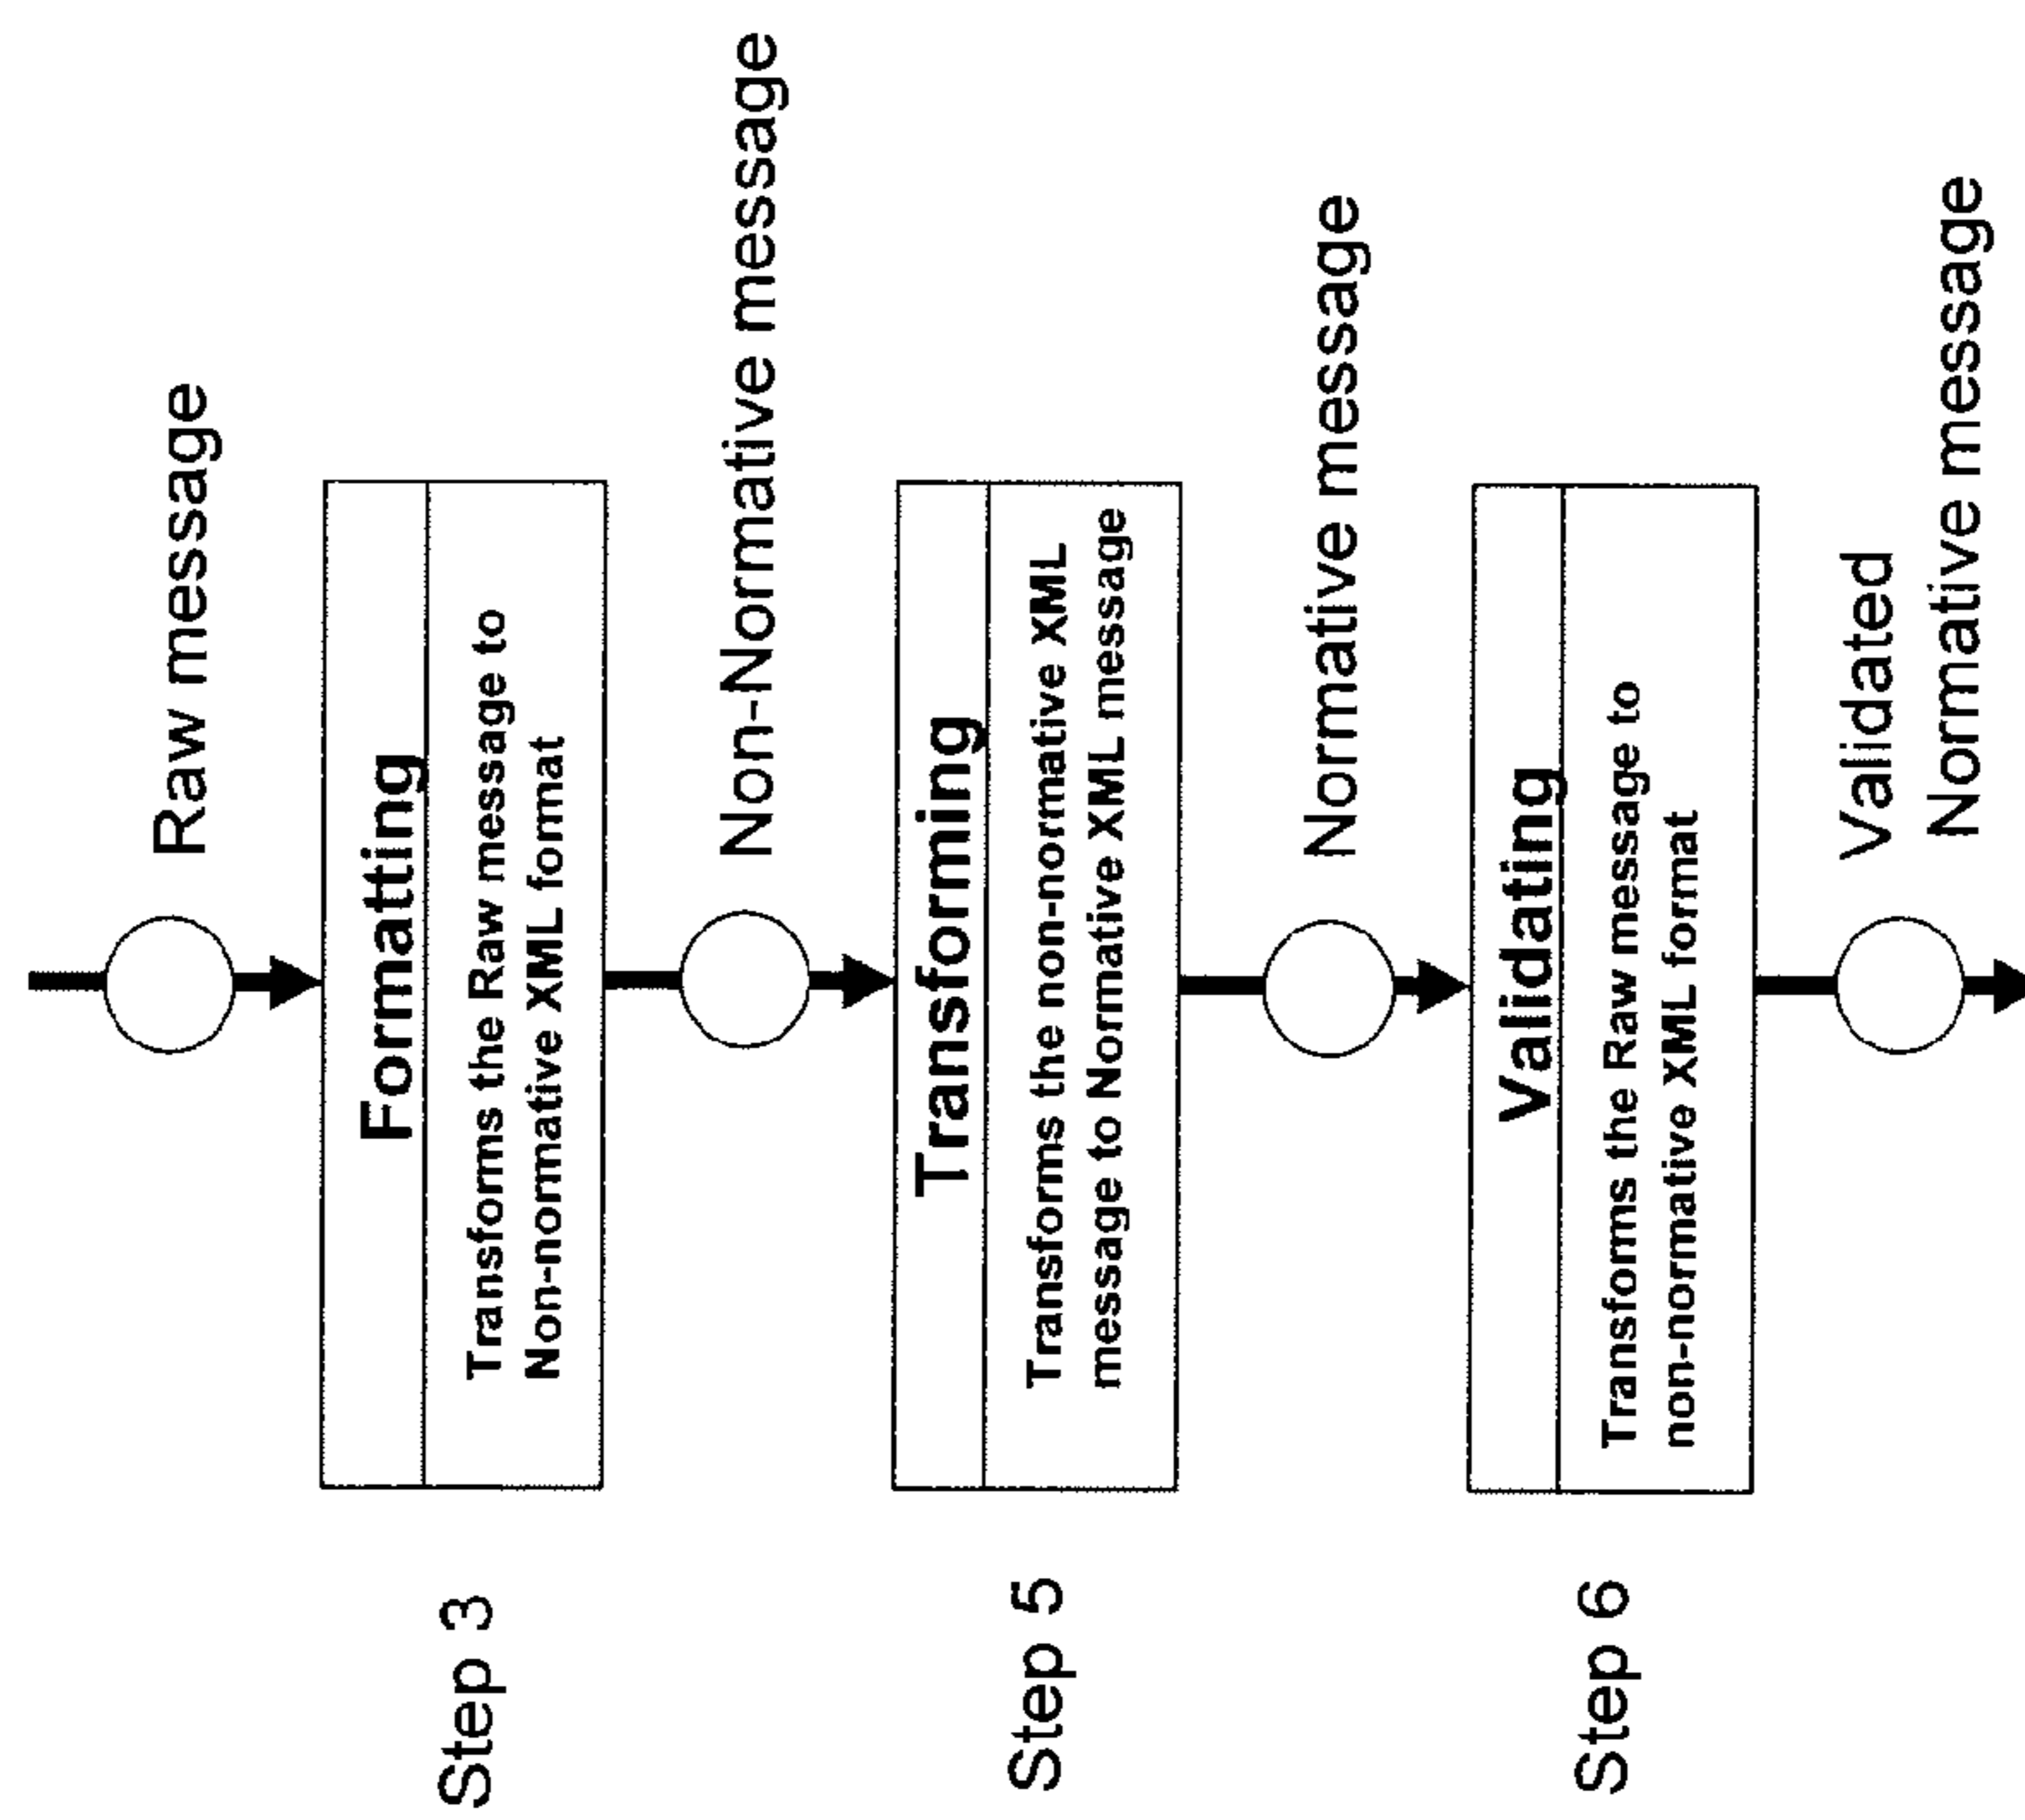 Raw message
Formatting
Transforms the Raw message to
Non-normative XML format
Step 3
Non-Normative message
Transforming
Transforms the non-normative XML
message to Normative XML message
Step 5
Normative message
Validating
Transforms the Raw message to
non-normative XML format
Step 6
Validated
Normative message